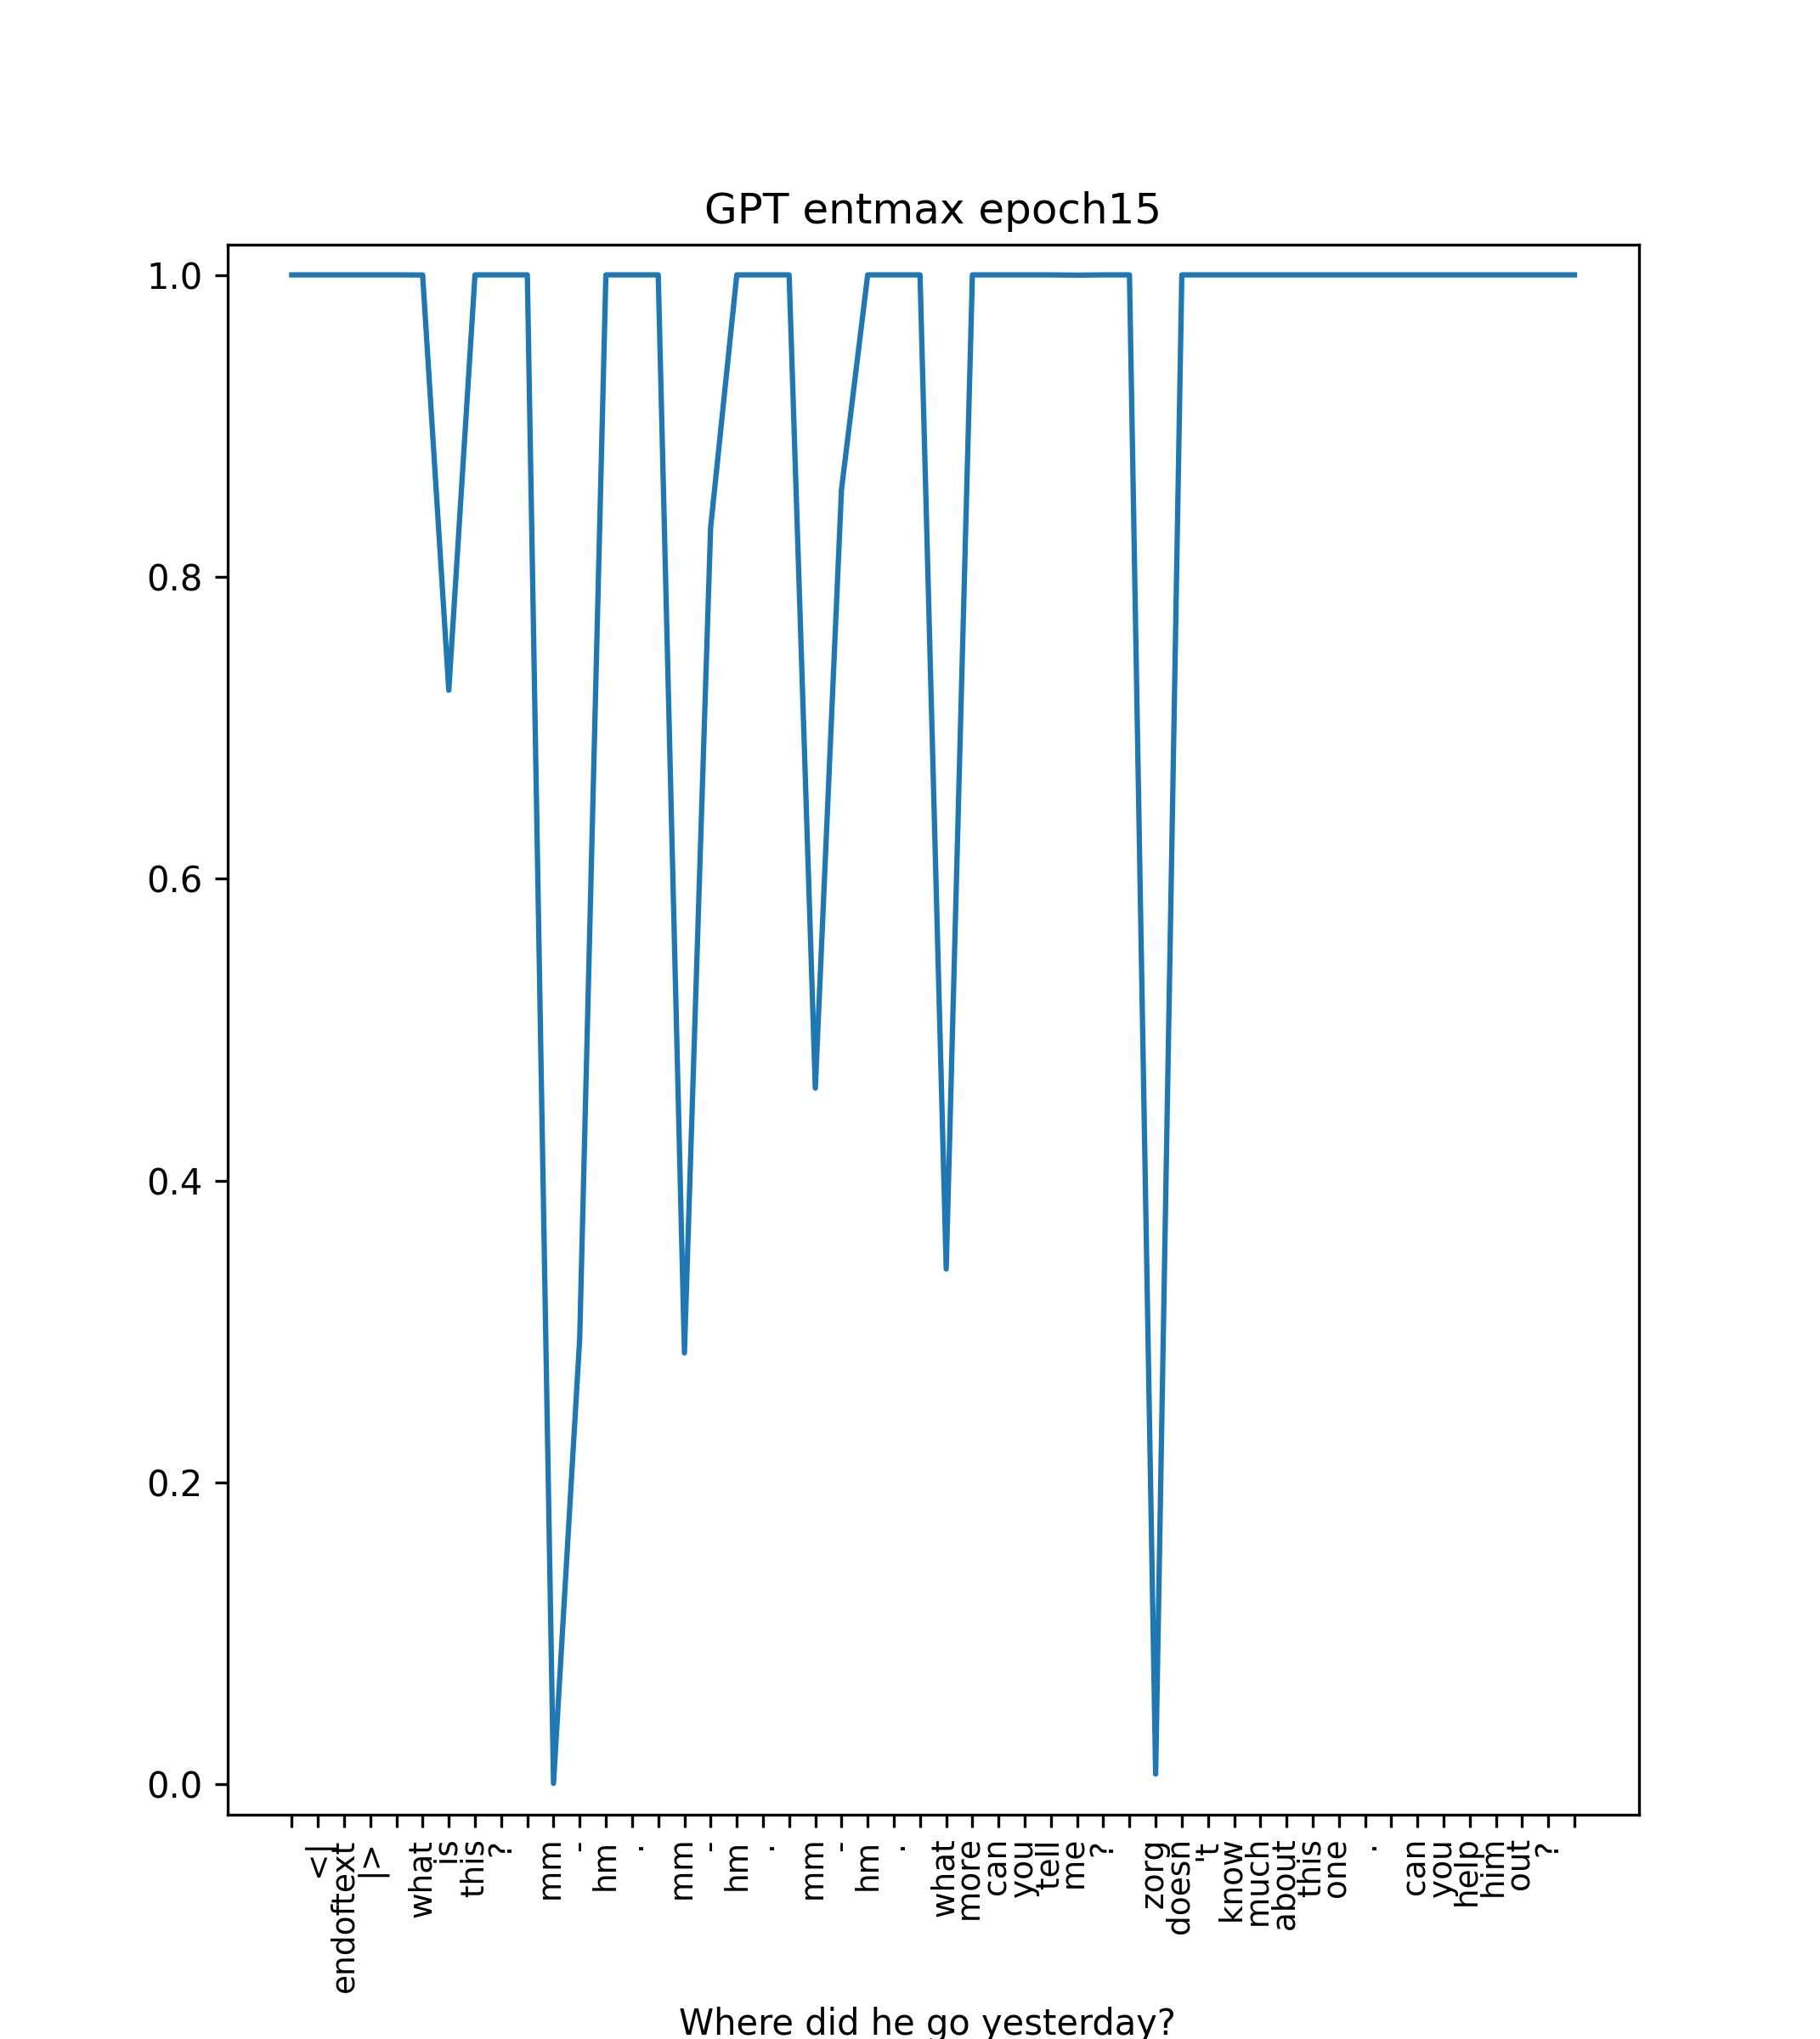 GPT entmax epoch15
1.0
0.8
0.6
0.4
0.2
0.0
<|
endoftext
|>
what
is
this
?
mm
-
hm
.
mm
-
hm
.
mm
-
hm
.
what
more
can
you
tell
me
?
zorg
doesn
't
know
much
about
this
one
.
can
you
help
him
out
?
Where did he go yesterday?